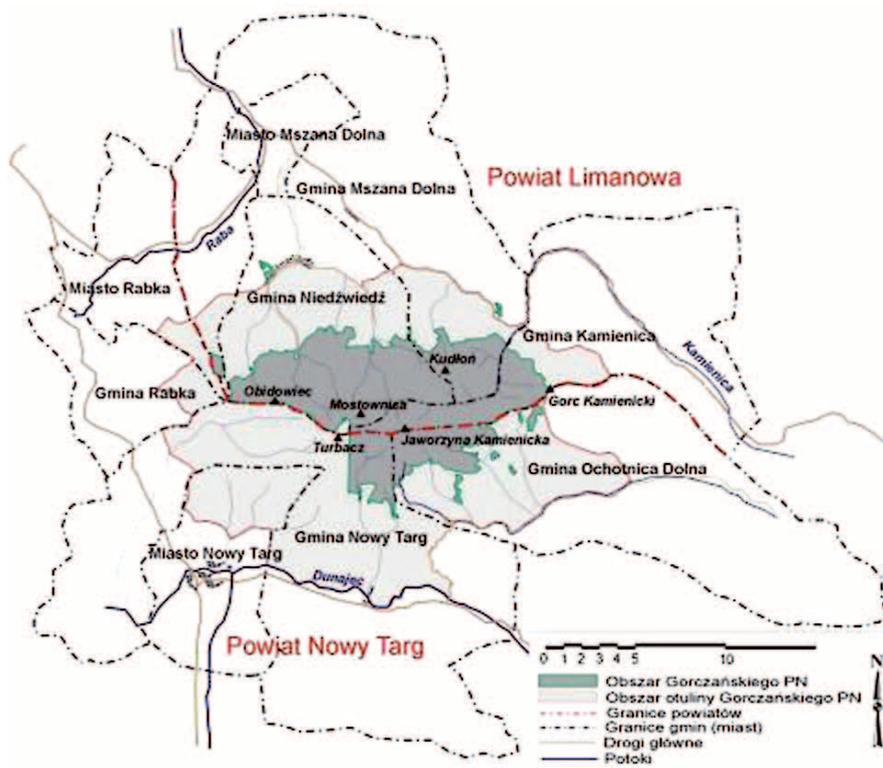 Miasto Mszana Dolna
Powiat Limanowa
Gmina Mszana Dolna
Raba
Miasto Rabka
Gmina Niedźwiedź
Gmina Kamienica
Kamienica
Kudłoń
Gmina Rabka
Obidowiec
Mostownica
Gorc Kamienicki
Turbacz
Jaworzyna Kamienicka
Gmina Ochotnica Dolna
Gmina Nowy Targ
Miasto Nowy Targ
Dunajec
Powiat Nowy Targ
0 1 2 3 4 5 10
N
Obszar Gorczańskiego PN
Obszar otuliny Gorczańskiego PN
Granice powiatów
Granice gmin (miast)
Drogi główne
Potoki